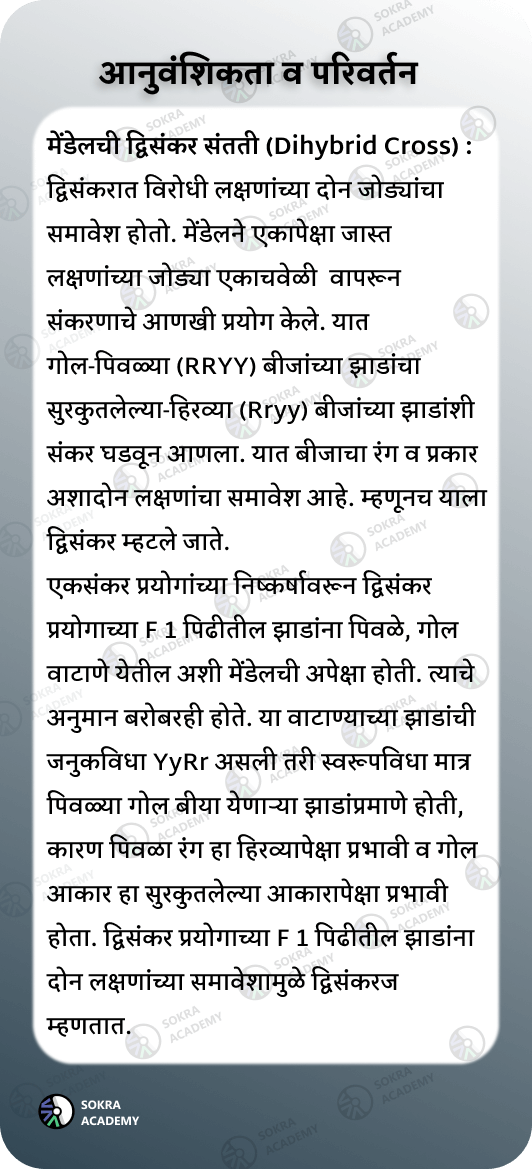 आनुवंशिकता व परिवर्तन
मेंडेलची द्विसंकर संतती (Dihybrid Cross) :
द्विसंकरात विरोधी लक्षणांच्या दोन जोड्यांचा
समावेश होतो. मेंडेलने एकापेक्षा जास्त
लक्षणांच्या जोड्या एकाचवेळी वापरून
संकरणाचे आणखी प्रयोग केले. यात
गोल-पिवळ्या (RRYY) बीजांच्या झाडांचा
सुरकुतलेल्या-हिरव्या (Rryy) बीजांच्या झाडांशी
संकर घडवून आणला. यात बीजाचा रंग व प्रकार
अशादोन लक्षणांचा समावेश आहे. म्हणूनच याला
द्विसंकर म्हटले जाते.
एकसंकर प्रयोगांच्या निष्कर्षावरून द्विसंकर
प्रयोगाच्या F 1 पिढीतील झाडांना पिवळे, गोल
वाटाणे येतील अशी मेंडेलची अपेक्षा होती. त्याचे
अनुमान बरोबरही होते. या वाटाण्याच्या झाडांची
जनुकविधा YyRr असली तरी स्वरूपविधा मात्र
पिवळ्या गोल बीया येणाऱ्या झाडांप्रमाणे होती,
कारण पिवळा रंग हा हिरव्यापेक्षा प्रभावी व गोल
आकार हा सुरकुतलेल्या आकारापेक्षा प्रभावी
होता. द्विसंकर प्रयोगाच्या F 1 पिढीतील झाडांना
दोन लक्षणांच्या समावेशामुळे द्विसंकरज
म्हणतात.
SOKRA
ACADEMY